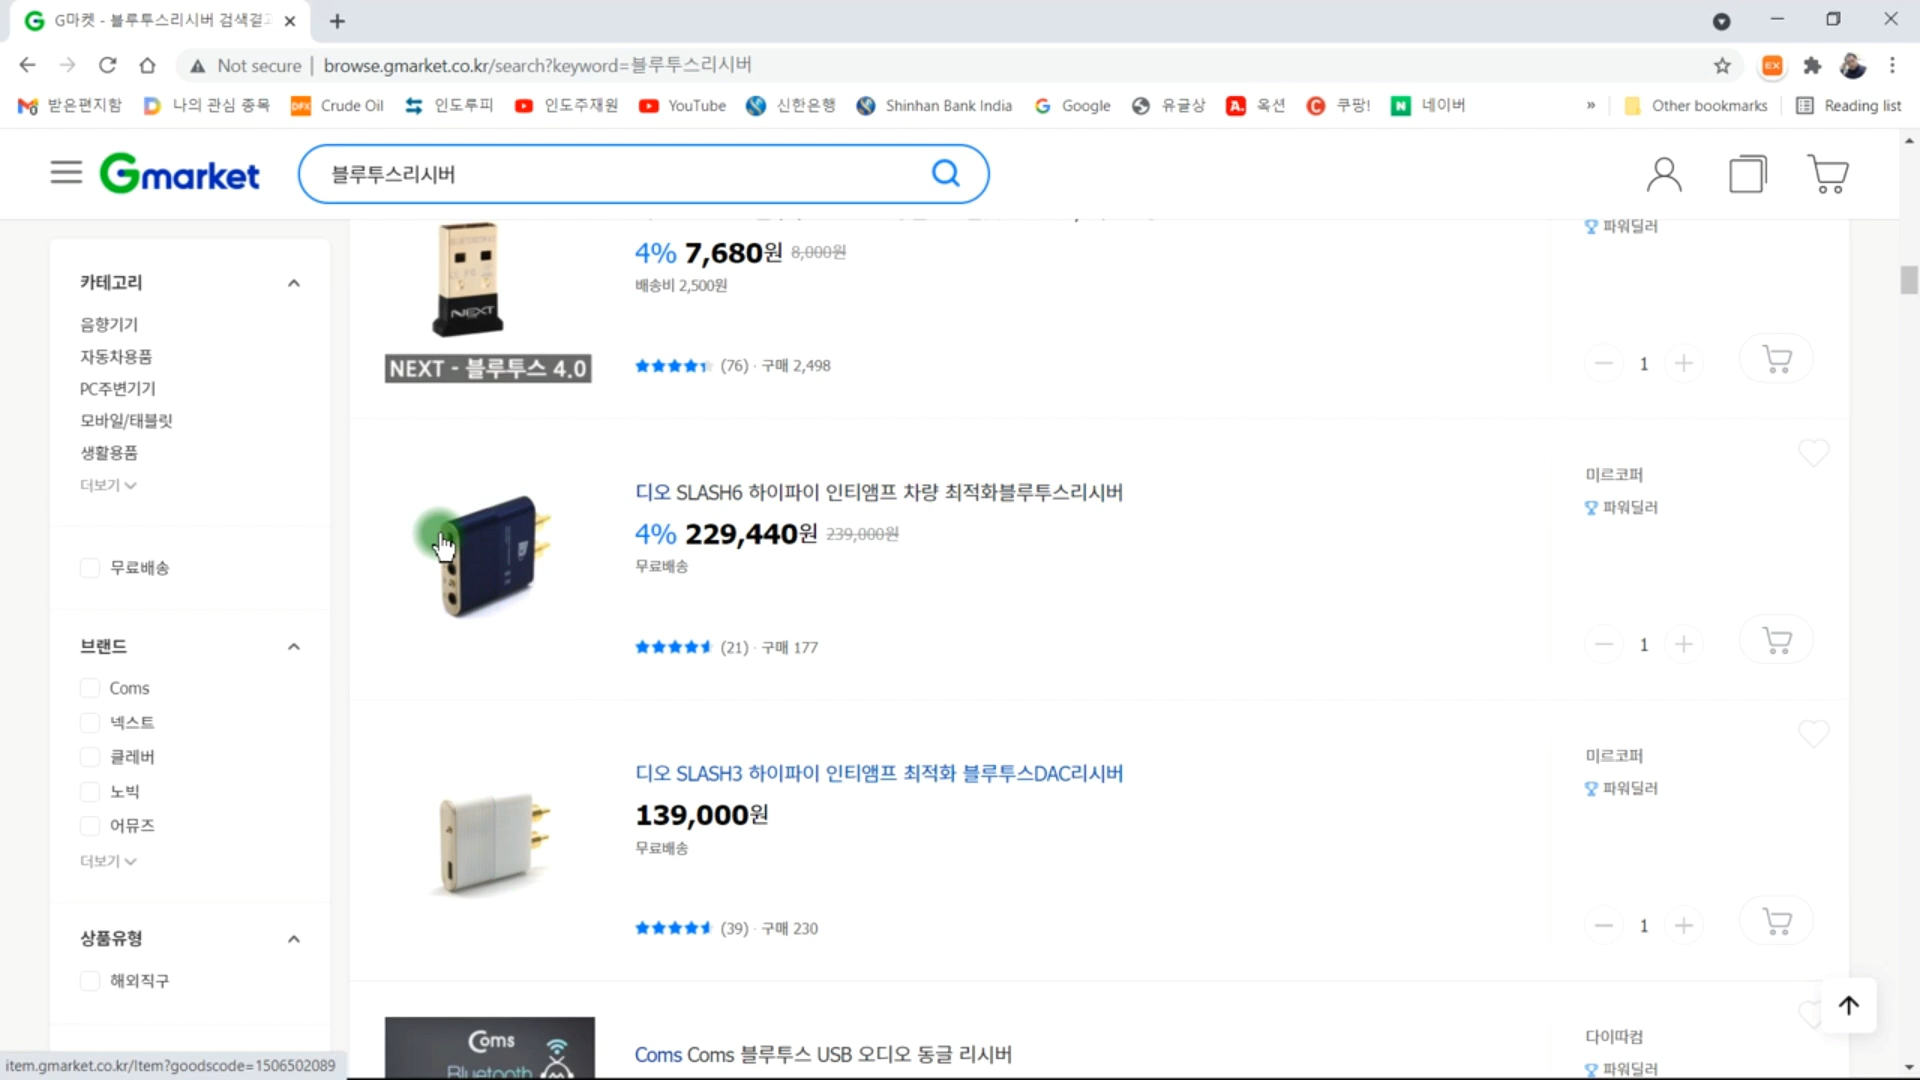 G마켓 - 블루투스리시버 검색결
Not secure
browse.gmarket.co.kr/search?keyword=블루투스리시버
EX
받은편지함
나의 관심 종목
DFX
Crude Oil
인도루피
인도주재원
YouTube
신한은행
Shinhan Bank India
Google
유글상
A.
옥션
쿠팡!
N
네이버
»
Other bookmarks
Reading list
Gmarket
블루투스리시버
카테고리
음향기기
자동차용품
PC주변기기
모바일/태블릿
생활용품
더보기
무료배송
브랜드
Coms
넥스트
클레버
노빅
어뮤즈
더보기
상품유형
해외직구
NEXT
NEXT - 블루투스 4.0
4% 7,680원 8,000원
배송비 2,500원
(76) · 구매 2,498
파워딜러
1
디오 SLASH6 하이파이 인티앰프 차량 최적화블루투스리시버
4% 229,440원 239,000원
무료배송
(21) · 구매 177
미르코퍼
파워딜러
1
디오 SLASH3 하이파이 인티앰프 최적화 블루투스DAC리시버
139,000원
무료배송
(39) · 구매 230
미르코퍼
파워딜러
1
Coms
Bluetooth
Coms Coms 블루투스 USB 오디오 동글 리시버
다이따컴
파워딜러
item.gmarket.co.kr/Item?goodscode=1506502089